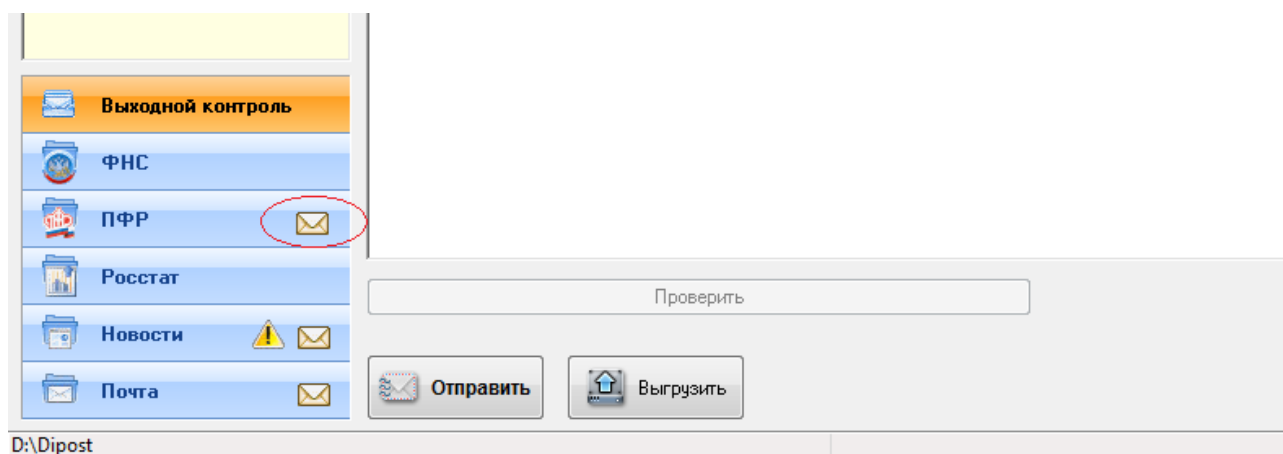 Выходной контроль
ФНС
ПФР
Росстат
Новости
Почта
Проверить
Отправить
Выгрузить
D:\Dipost